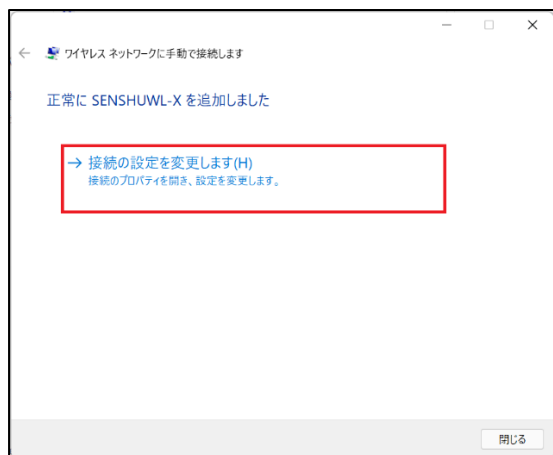 ワイヤレス ネットワークに手動で接続します
正常に SENSHUWL-X を追加しました
→ 接続の設定を変更します(H)
接続のプロパティを開き、設定を変更します。
閉じる